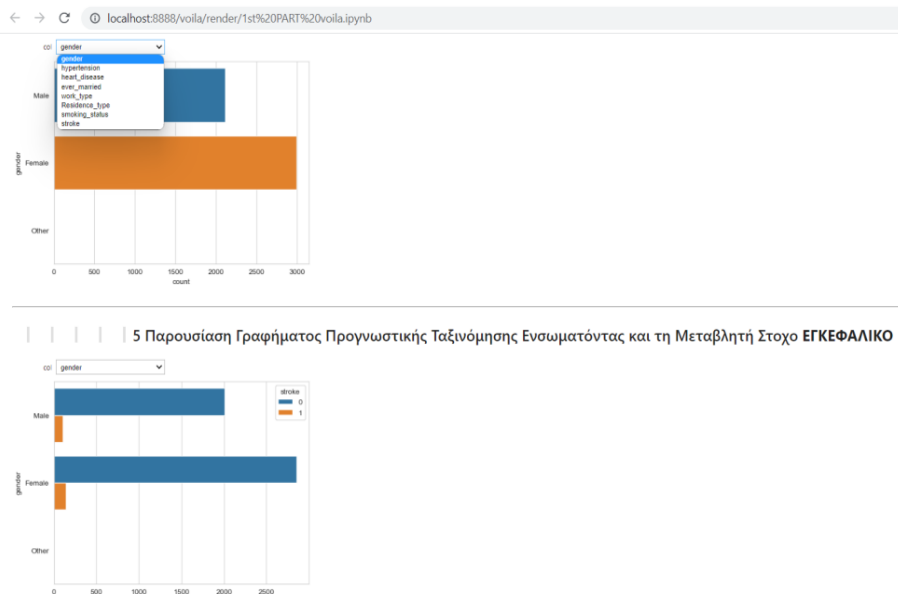 localhost:8888/voila/render/1st%20PART%20voila.ipynb
col gender
gender
hypertension
heart_disease
ever_married
work_type
Residence_type
smoking_status
stroke
Male
Female
Other
gender
0 500 1000 1500 2000 2500 3000
count
5 Παρουσίαση Γραφήματος Προγνωστικής Ταξινόμησης Ενσωματόντας και τη Μεταβλητή Στοχο ΕΓΚΕΦΑΛΙΚΟ
col gender
stroke
0
1
Male
Female
Other
gender
0 500 1000 1500 2000 2500